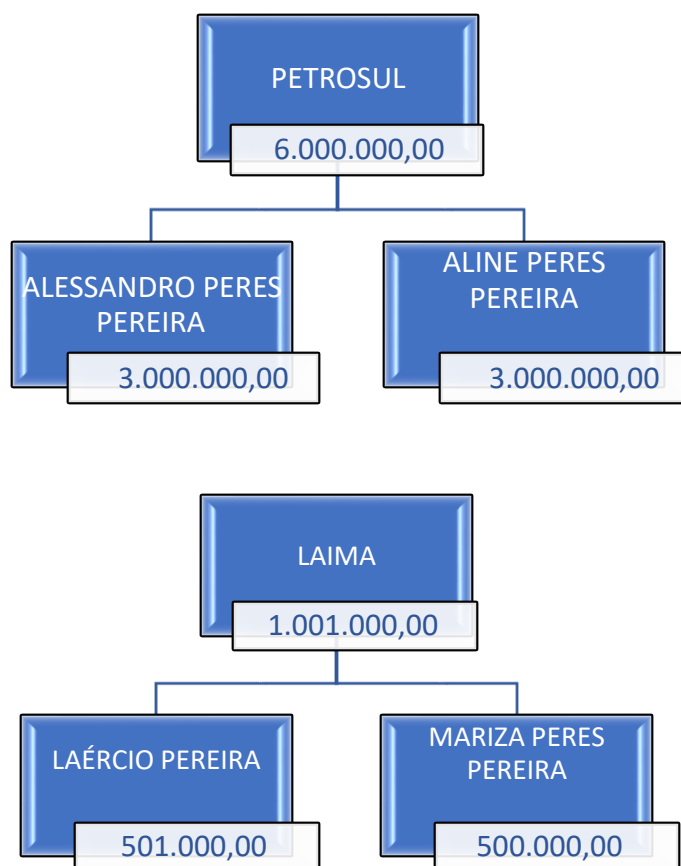 PETROSUL
6.000.000,00
ALESSANDRO PERES
PEREIRA
3.000.000,00
ALINE PERES
PEREIRA
3.000.000,00
LAIMA
1.001.000,00
LAÉRCIO PEREIRA
501.000,00
MARIZA PERES
PEREIRA
500.000,00